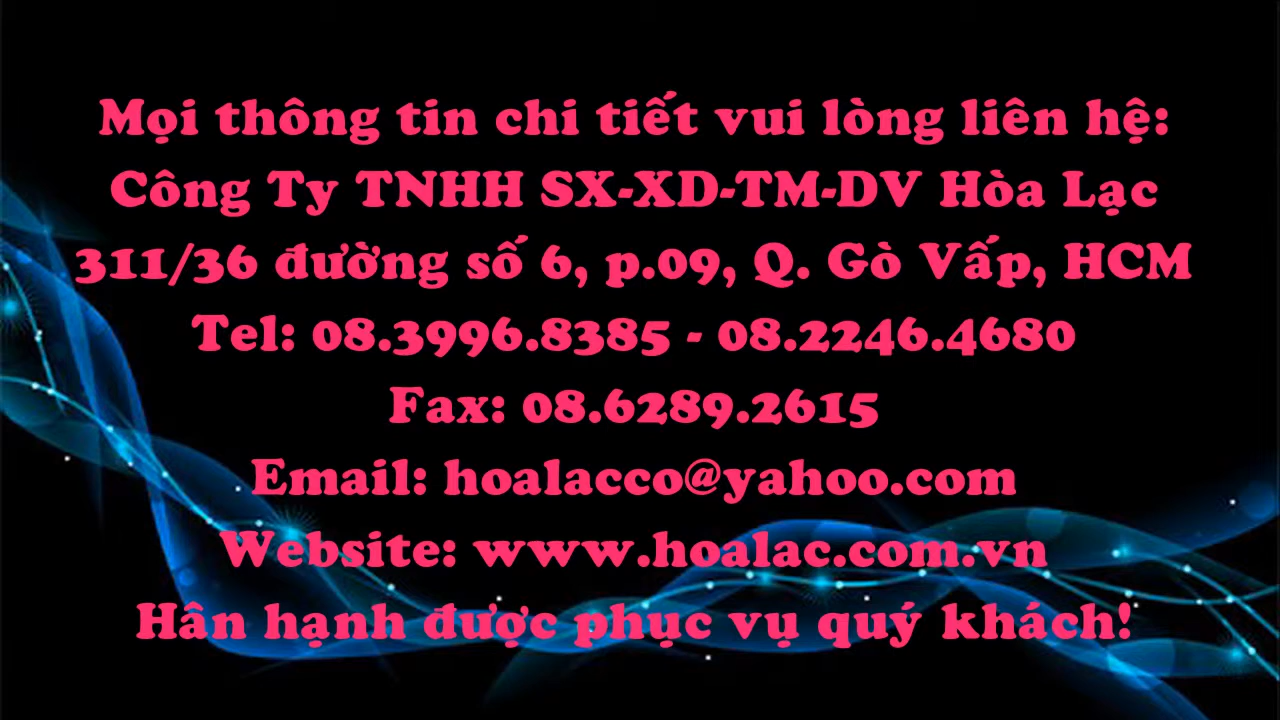 Mọi thông tin chi tiết vui lòng liên hệ:
Công Ty TNHH SX-XD-TM-DV Hòa Lạc
311/36 đường số 6, p.09, Q. Gò Vấp, HCM
Tel: 08.3996.8385 - 08.2246.4680
Fax: 08.6289.2615
Email: hoalacco@yahoo.com
Website: www.hoalac.com.vn
Hân hạnh được phục vụ quý khách!